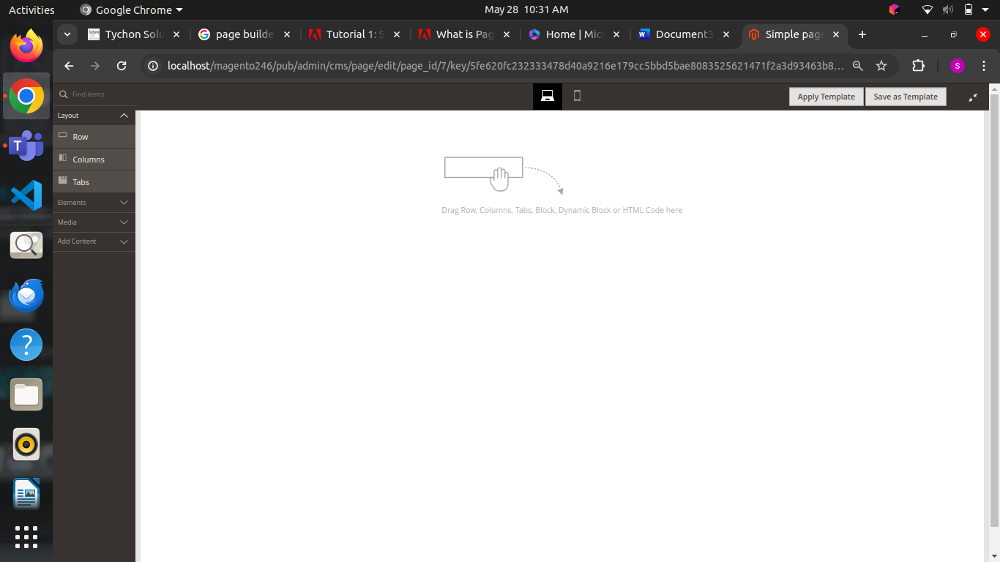 Activities
Google Chrome
May 28 10:31 AM
Tychon Solu
page builde
Tutorial 1: S
What is Pag
Home | Micr
Document3
Simple page
localhost/magento246/pub/admin/cms/page/edit/page_id/7/key/5fe620fc232333478d40a9216e179cc5bbd5bae8083525621471f2a3d93463b8...
S
Find items
Apply Template
Save as Template
Layout
Row
Columns
Tabs
Elements
Media
Add Content
Drag Row, Columns, Tabs, Block, Dynamic Block or HTML Code here